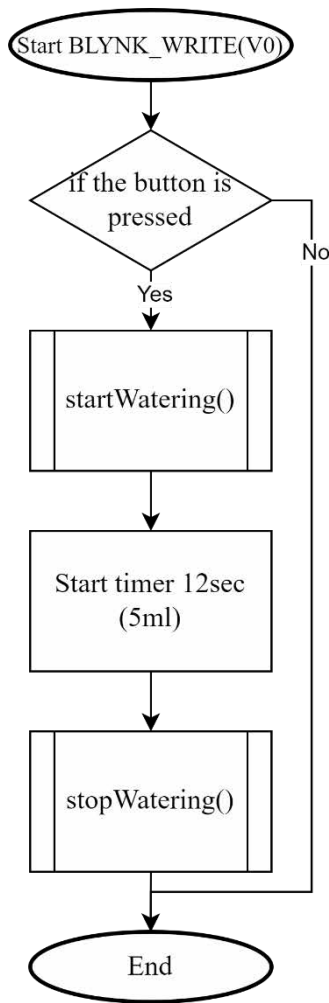 Start BLYNK_WRITE(V0)
if the button is
pressed
No
Yes
startWatering()
Start timer 12sec
(5ml)
stopWatering()
End